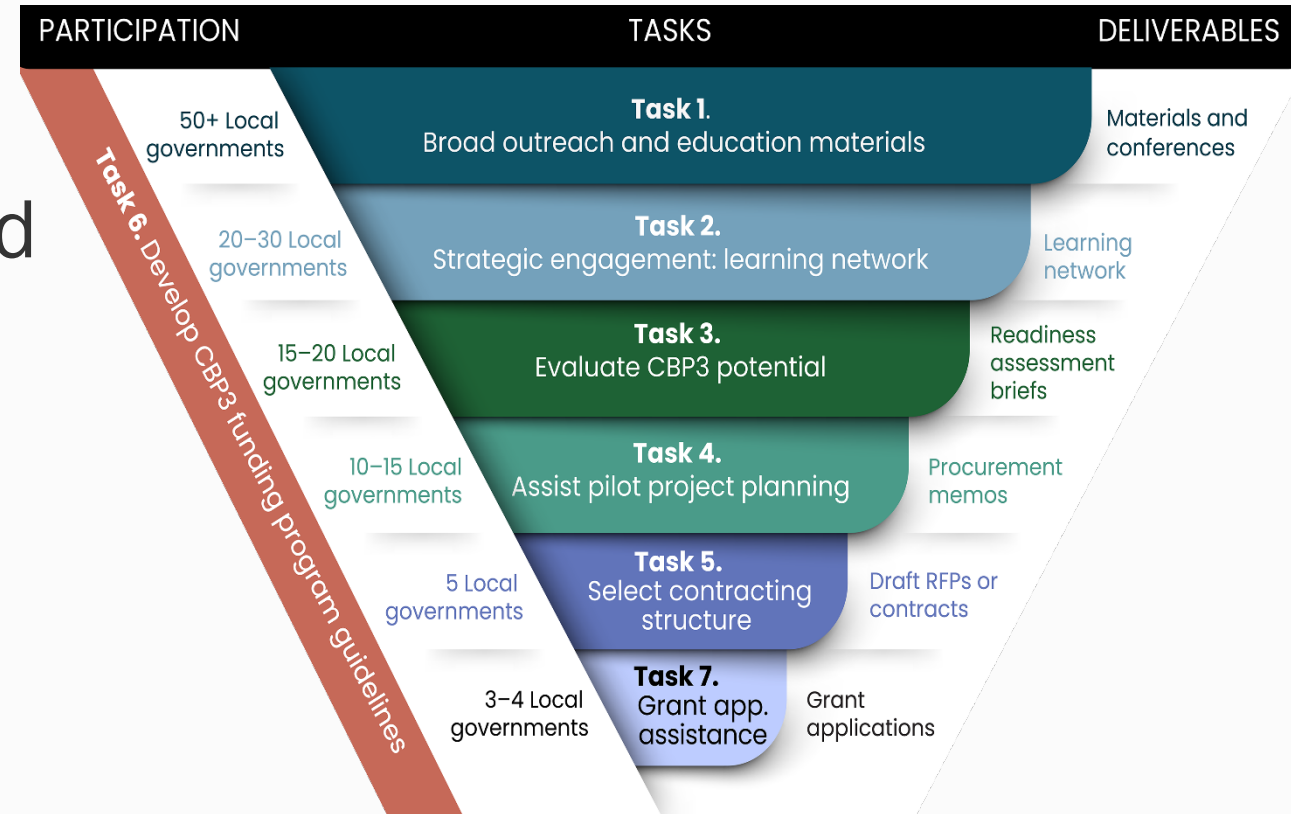 PARTICIPATION
TASKS
DELIVERABLES
d
Task 6. Develop CBP3 funding program guidelines
50+ Local
governments
Task 1.
Broad outreach and education materials
Materials and
conferences
20–30 Local
governments
Task 2.
Strategic engagement: learning network
Learning
network
15–20 Local
governments
Task 3.
Evaluate CBP3 potential
Readiness
assessment
briefs
10–15 Local
governments
Task 4.
Assist pilot project planning
Procurement
memos
5 Local
governments
Task 5.
Select contracting
structure
Draft RFPs or
contracts
3–4 Local
governments
Task 7.
Grant app.
assistance
Grant
applications